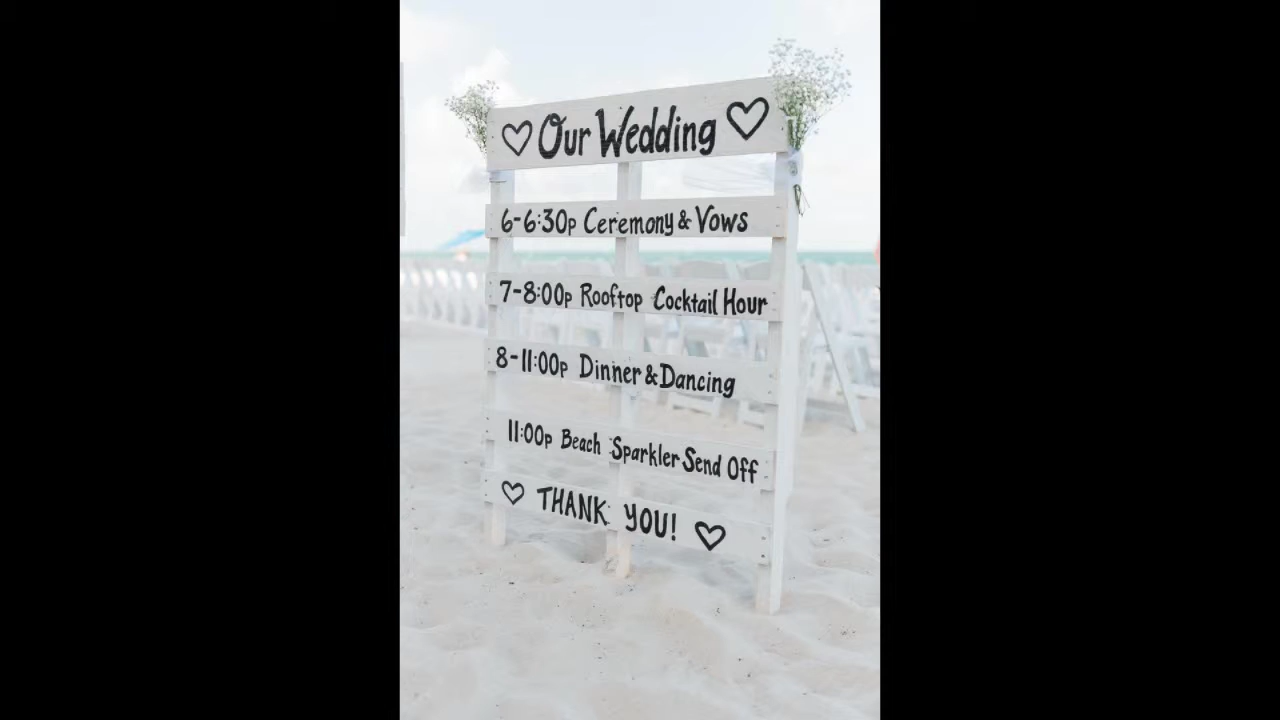 Our Wedding
6-6:30p Ceremony & Vows
7-8:00p Rooftop Cocktail Hour
8-11:00p Dinner & Dancing
11:00p Beach Sparkler Send Off
THANK YOU!